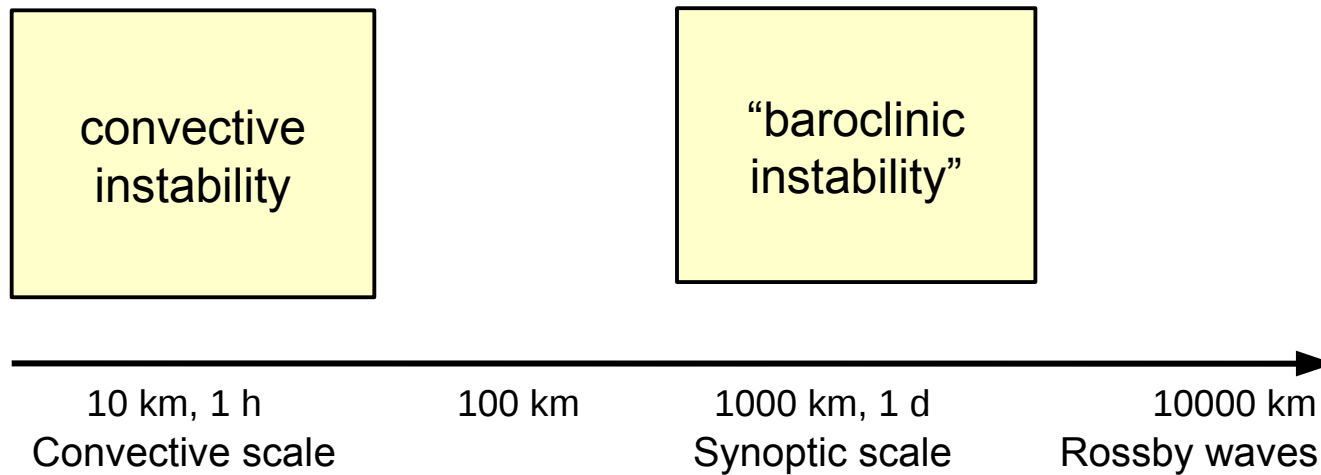 convective
instability
“baroclinic
instability”
10 km, 1 h
100 km
1000 km, 1 d
10000 km
Convective scale
Synoptic scale
Rossby waves